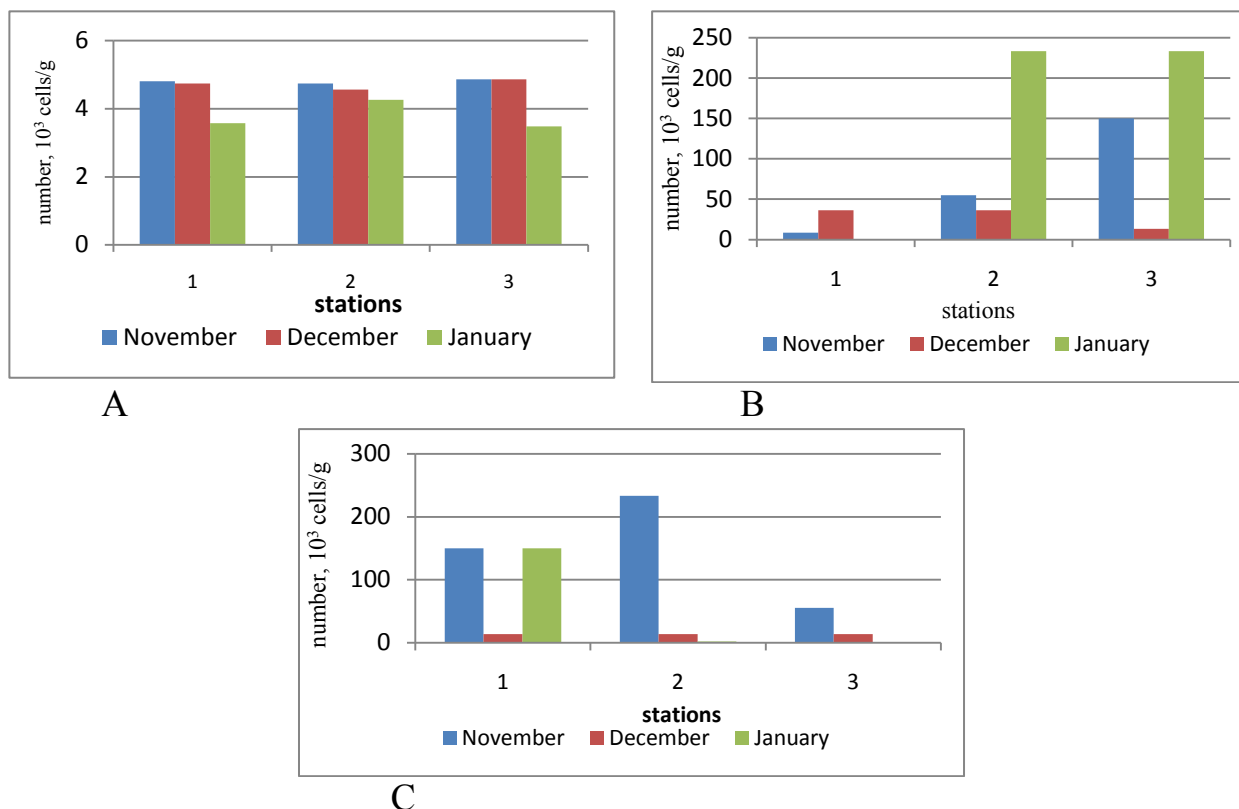 number, 10³ cells/g
6
4
2
0
1 2 3
stations
November December January
A
number, 10³ cells/g
250
200
150
100
50
0
1 2 3
stations
November December January
B
number, 10³ cells/g
300
200
100
0
1 2 3
stations
November December January
C